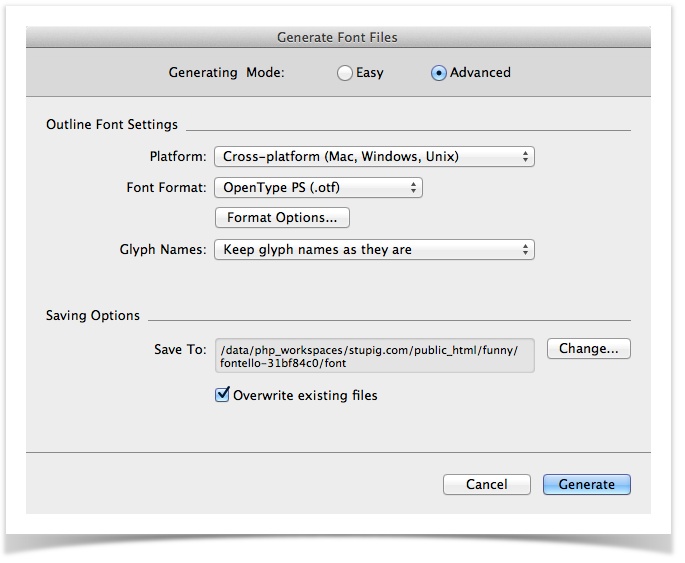 Generate Font Files
Generating Mode: Easy Advanced
Outline Font Settings
Platform: Cross-platform (Mac, Windows, Unix)
Font Format: OpenType PS (.otf)
Format Options...
Glyph Names: Keep glyph names as they are
Saving Options
Save To: /data/php_workspaces/stupig.com/public_html/funny/ Change...
fontello-31bf84c0/font
Overwrite existing files
Cancel Generate